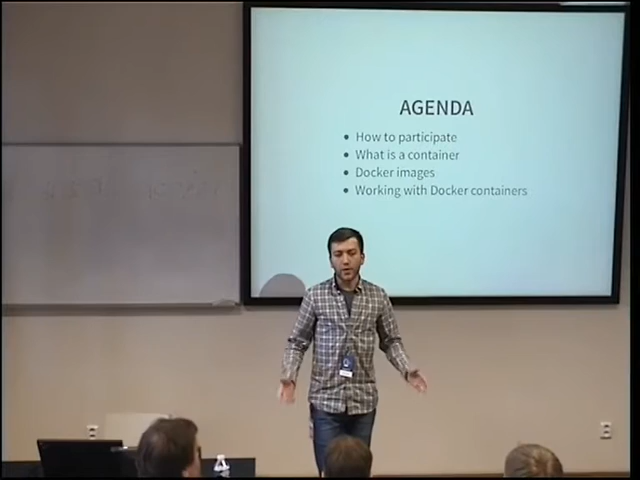 AGENDA
How to participate
What is a container
Docker images
Working with Docker containers